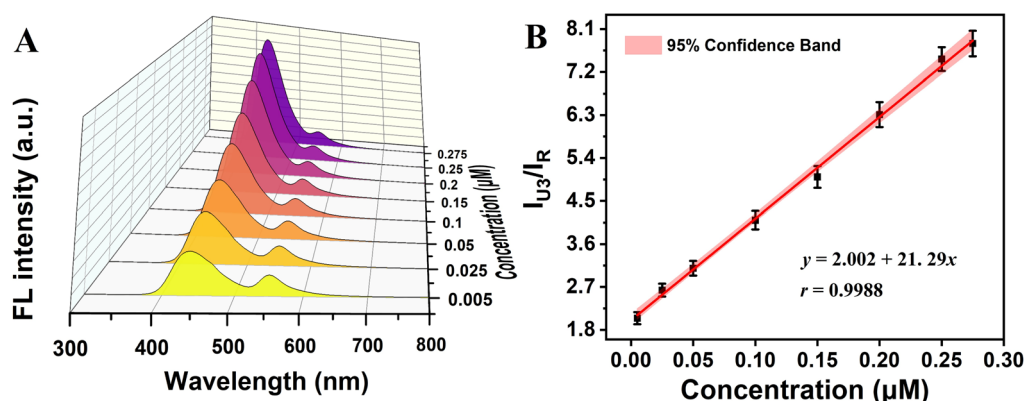 A
FL intensity (a.u.)
0.275
0.25
0.2
0.15
0.1
0.05
0.025
0.005
Concentration (μM)
300 400 500 600 700 800
Wavelength (nm)
B
95% Confidence Band
I_U3/I_R
8.1
7.2
6.3
5.4
4.5
3.6
2.7
1.8
y = 2.002 + 21. 29x
r = 0.9988
0.00 0.05 0.10 0.15 0.20 0.25 0.30
Concentration (μM)